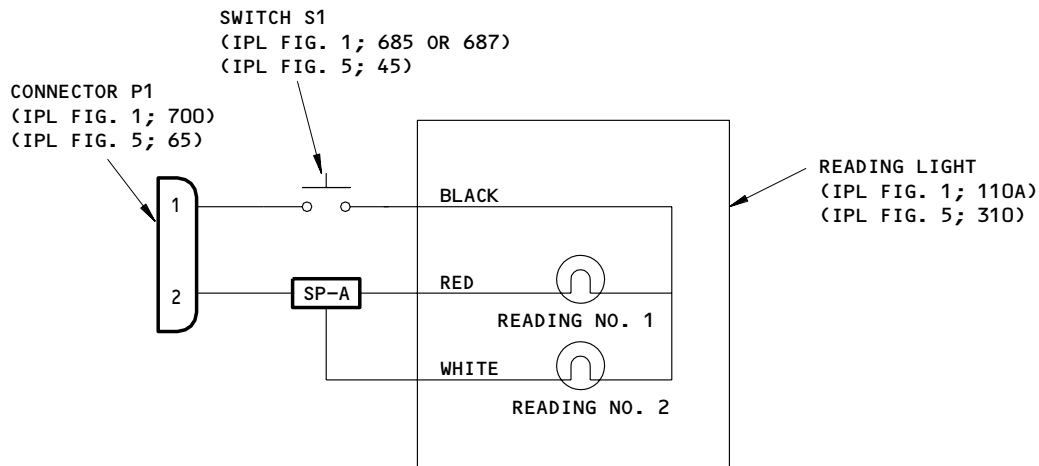 SWITCH S1
(IPL FIG. 1; 685 OR 687)
(IPL FIG. 5; 45)
CONNECTOR P1
(IPL FIG. 1; 700)
(IPL FIG. 5; 65)
READING LIGHT
(IPL FIG. 1; 110A)
(IPL FIG. 5; 310)
1
BLACK
2
SP-A
RED
READING NO. 1
WHITE
READING NO. 2